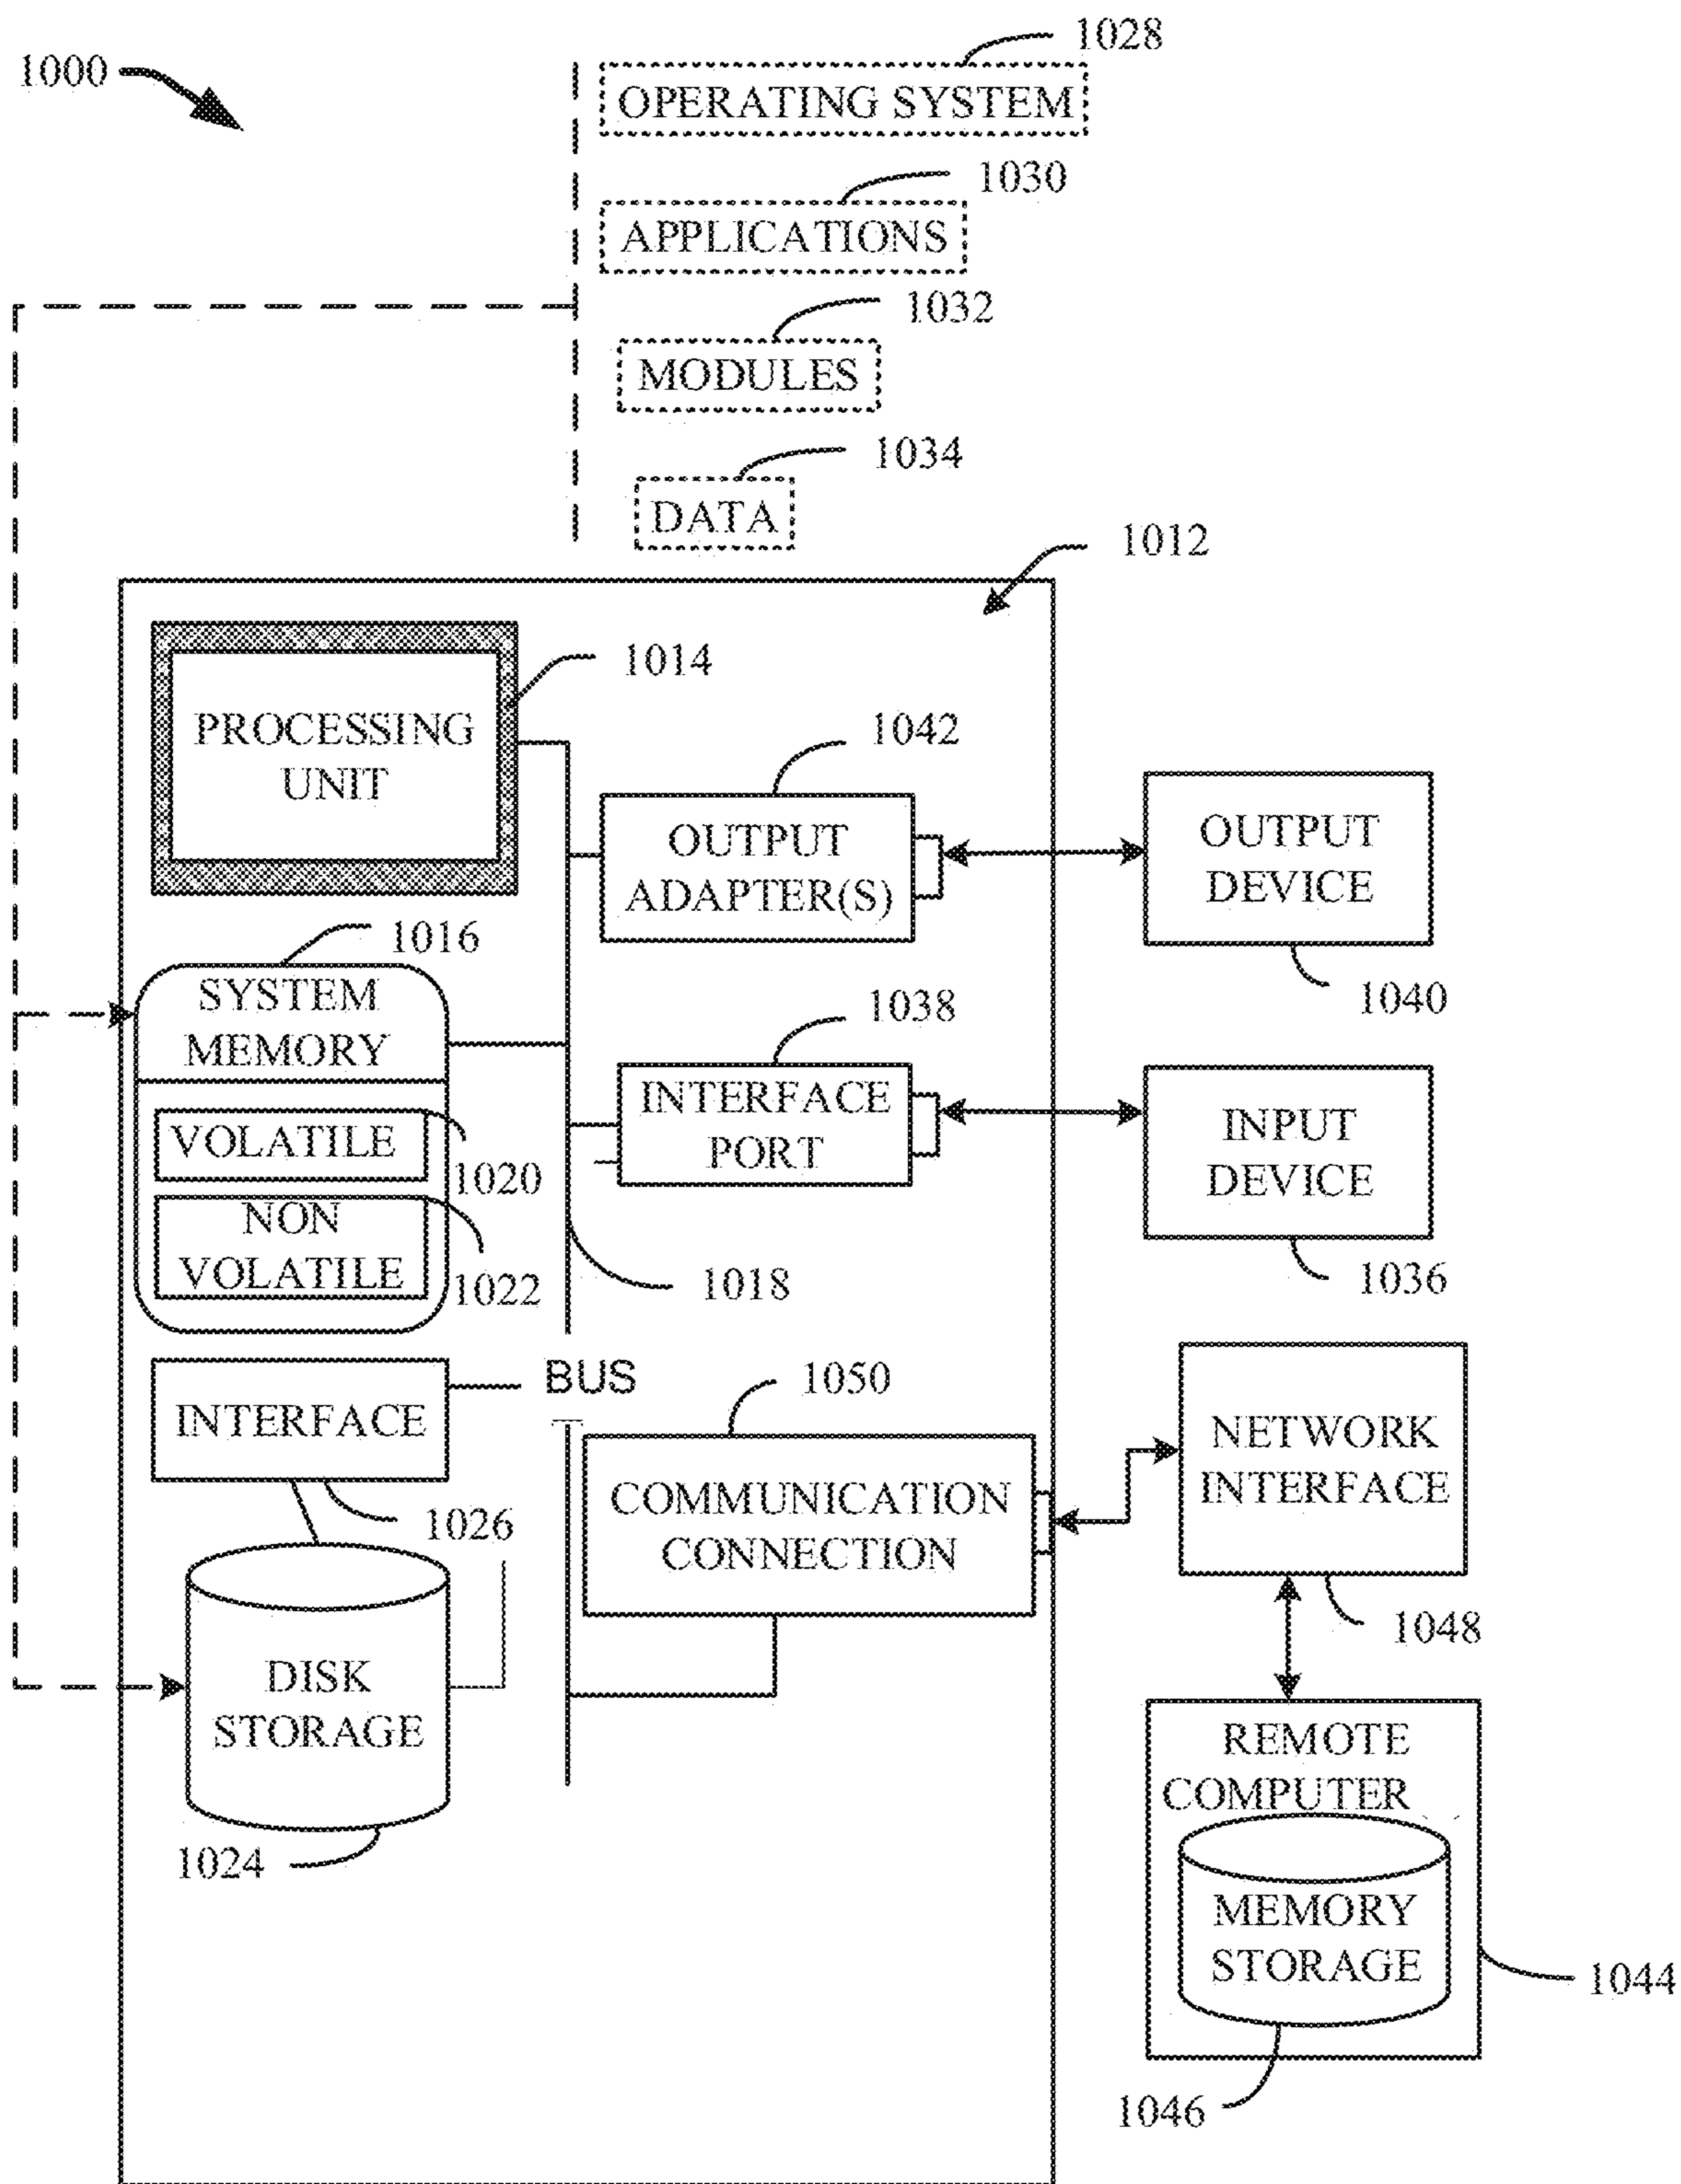 1000
1028
OPERATING SYSTEM
1030
APPLICATIONS
1032
MODULES
1034
DATA
1012
1014
PROCESSING
UNIT
1042
OUTPUT
ADAPTER(S)
OUTPUT
DEVICE
1040
1016
SYSTEM
MEMORY
VOLATILE
1020
NON
VOLATILE
1022
1038
INTERFACE
PORT
INPUT
DEVICE
1036
1018
BUS
INTERFACE
1026
1050
COMMUNICATION
CONNECTION
NETWORK
INTERFACE
1048
DISK
STORAGE
1024
REMOTE
COMPUTER
MEMORY
STORAGE
1044
1046